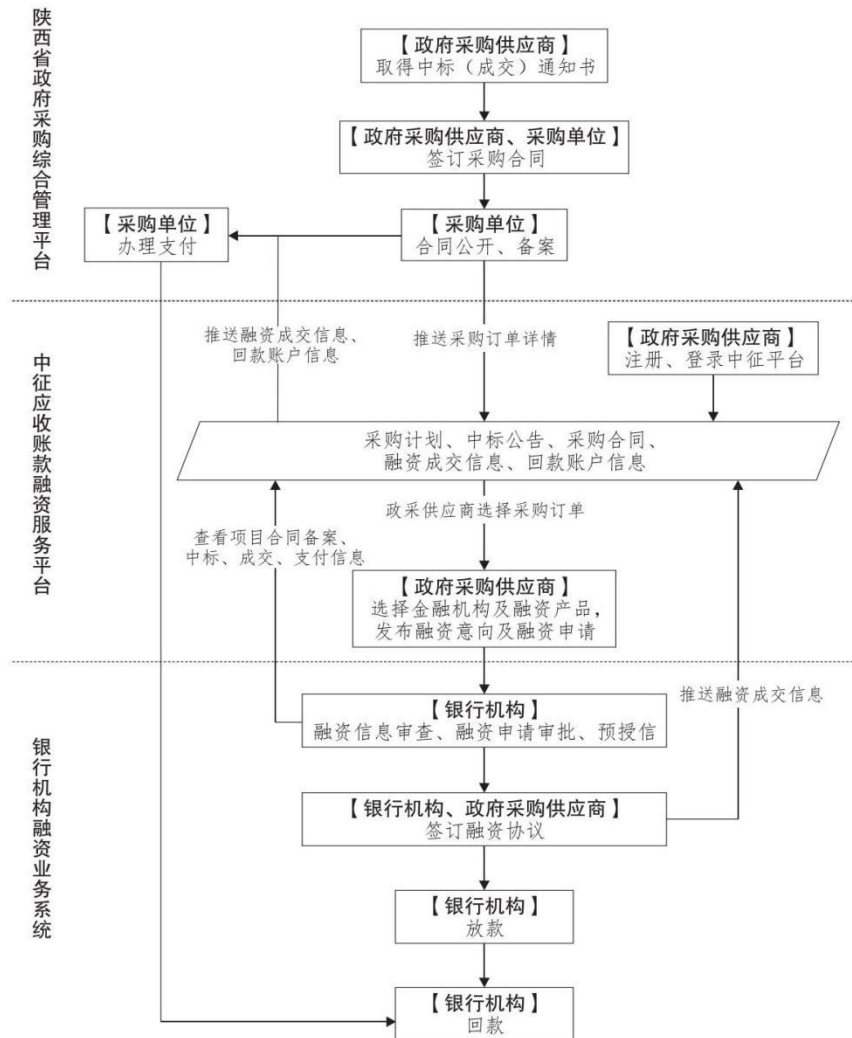 陕西省政府采购综合管理平台
【政府采购供应商】
取得中标（成交）通知书
【政府采购供应商、采购单位】
签订采购合同
【采购单位】
办理支付
【采购单位】
合同公开、备案
中征应收账款融资服务平台
推送融资成交信息、
回款账户信息
推送采购订单详情
【政府采购供应商】
注册、登录中征平台
采购计划、中标公告、采购合同、
融资成交信息、回款账户信息
政采供应商选择采购订单
查看项目合同备案、
中标、成交、支付信息
【政府采购供应商】
选择金融机构及融资产品，
发布融资意向及融资申请
银行机构融资业务系统
【银行机构】
融资信息审查、融资申请审批、预授信
推送融资成交信息
【银行机构、政府采购供应商】
签订融资协议
【银行机构】
放款
【银行机构】
回款